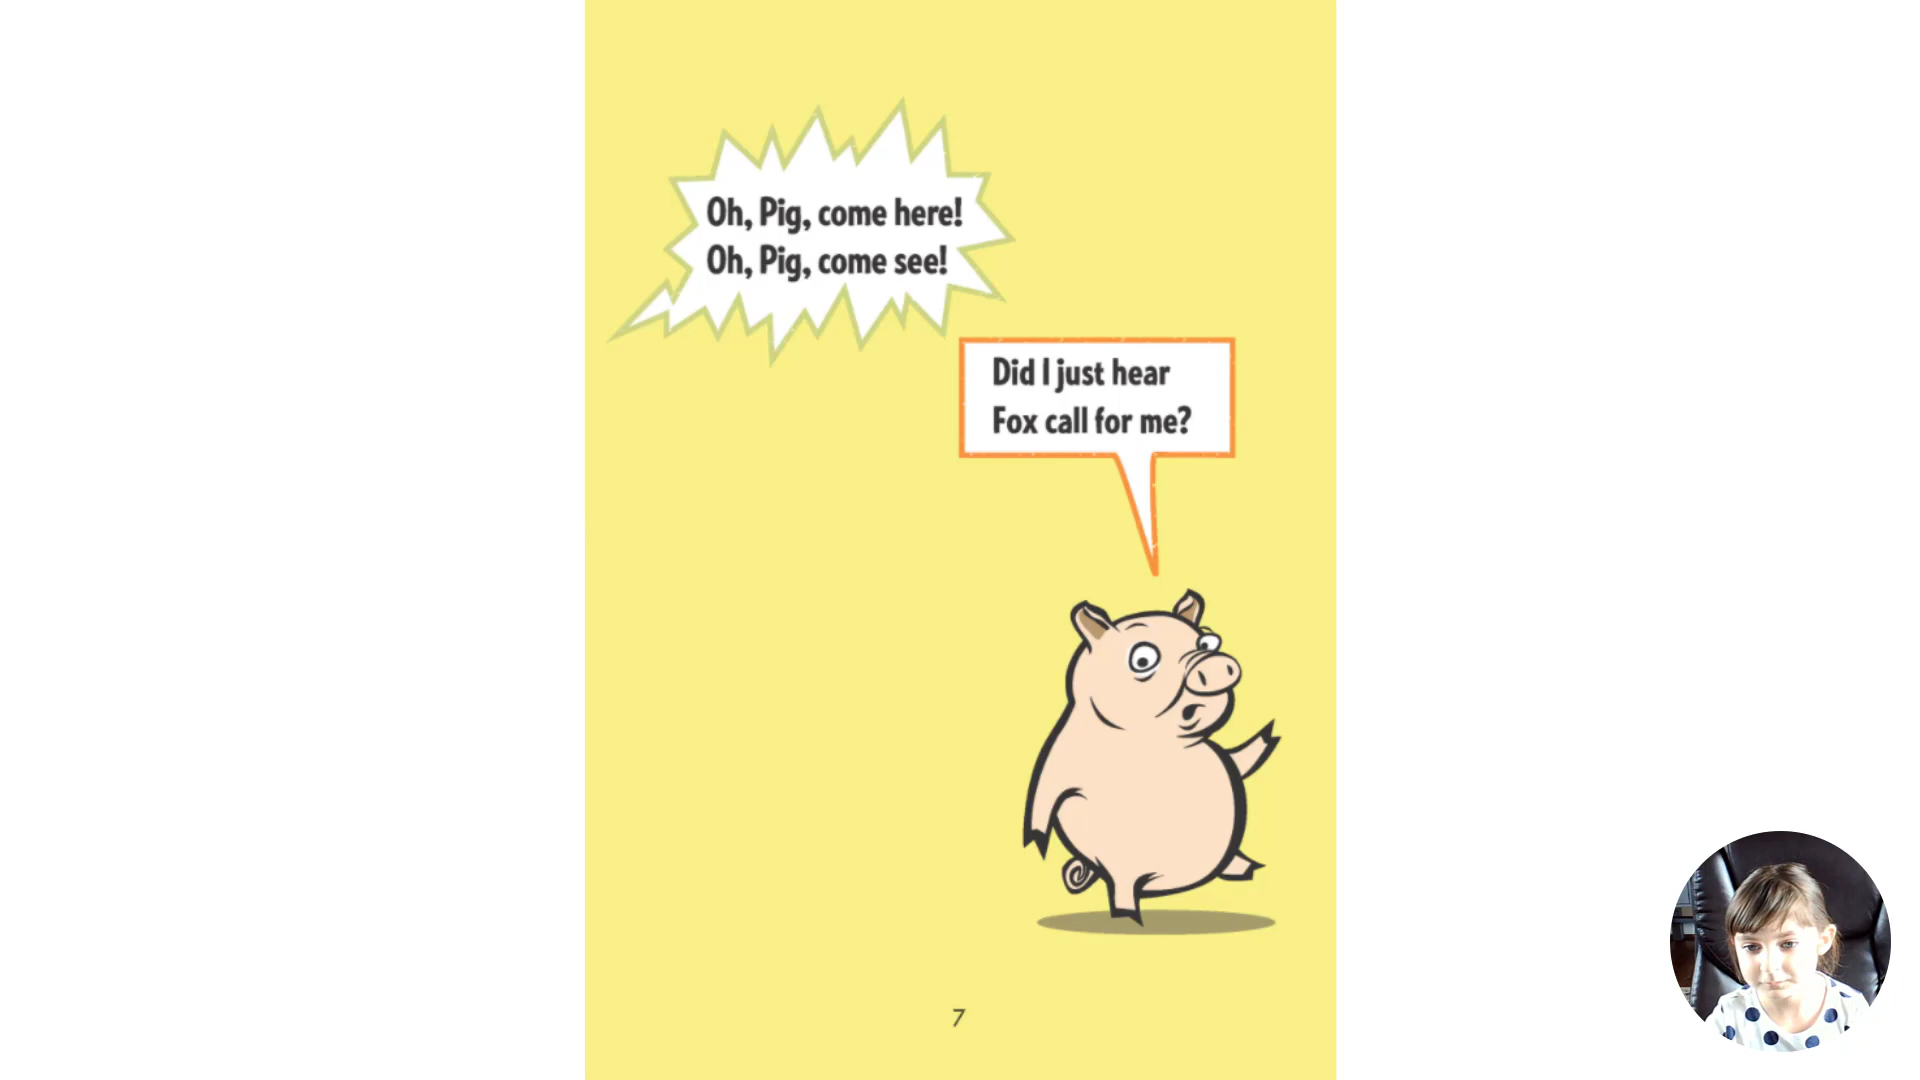 Oh, Pig, come here!
Oh, Pig, come see!
Did I just hear
Fox call for me?
7